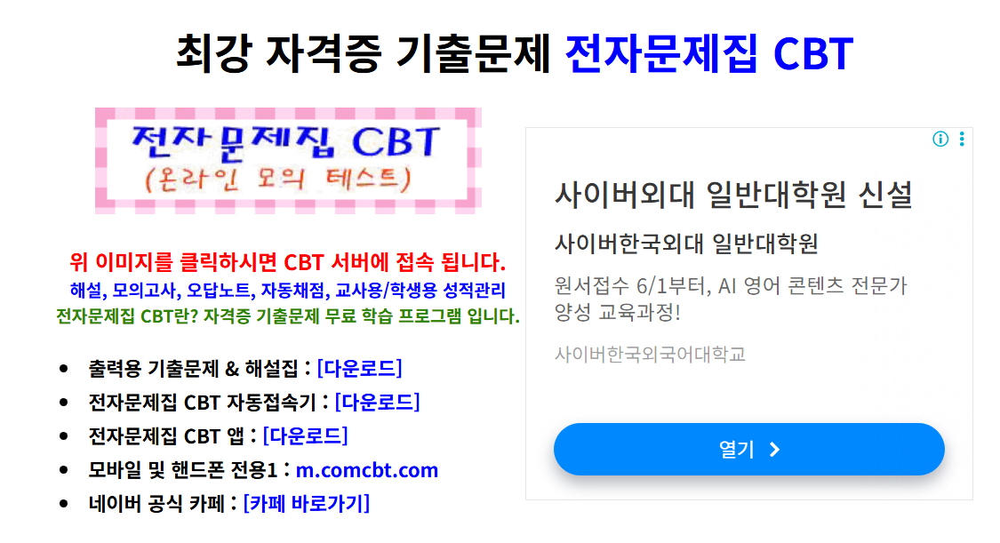 최강 자격증 기출문제 전자문제집 CBT
전자문제집 CBT
(온라인 모의 테스트)
위 이미지를 클릭하시면 CBT 서버에 접속 됩니다.
해설, 모의고사, 오답노트, 자동채점, 교사용/학생용 성적관리
전자문제집 CBT란? 자격증 기출문제 무료 학습 프로그램 입니다.
• 출력용 기출문제 & 해설집 : [다운로드]
• 전자문제집 CBT 자동접속기 : [다운로드]
• 전자문제집 CBT 앱 : [다운로드]
• 모바일 및 핸드폰 전용1 : m.comcbt.com
• 네이버 공식 카페 : [카페 바로가기]
사이버외대 일반대학원 신설
사이버한국외대 일반대학원
원서접수 6/1부터, AI 영어 콘텐츠 전문가
양성 교육과정!
사이버한국외국어대학교
열기